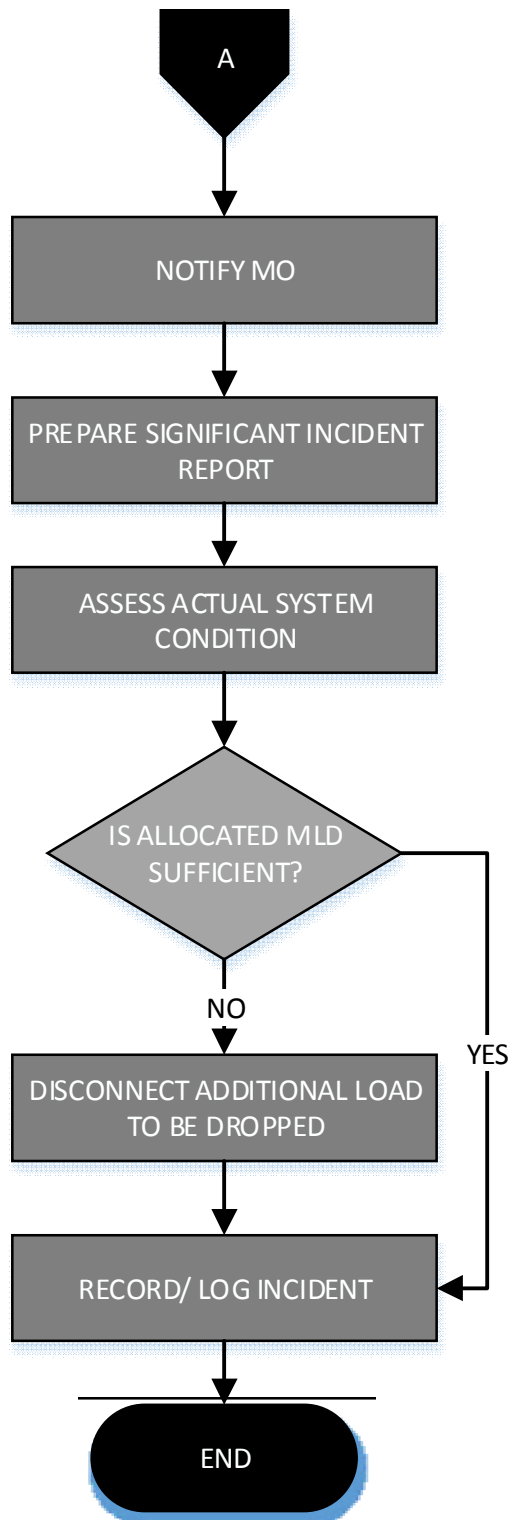 A
NOTIFY MO
PREPARE SIGNIFICANT INCIDENT
REPORT
ASSESS ACTUAL SYSTEM
CONDITION
IS ALLOCATED MLD
SUFFICIENT?
NO
YES
DISCONNECT ADDITIONAL LOAD
TO BE DROPPED
RECORD/ LOG INCIDENT
END